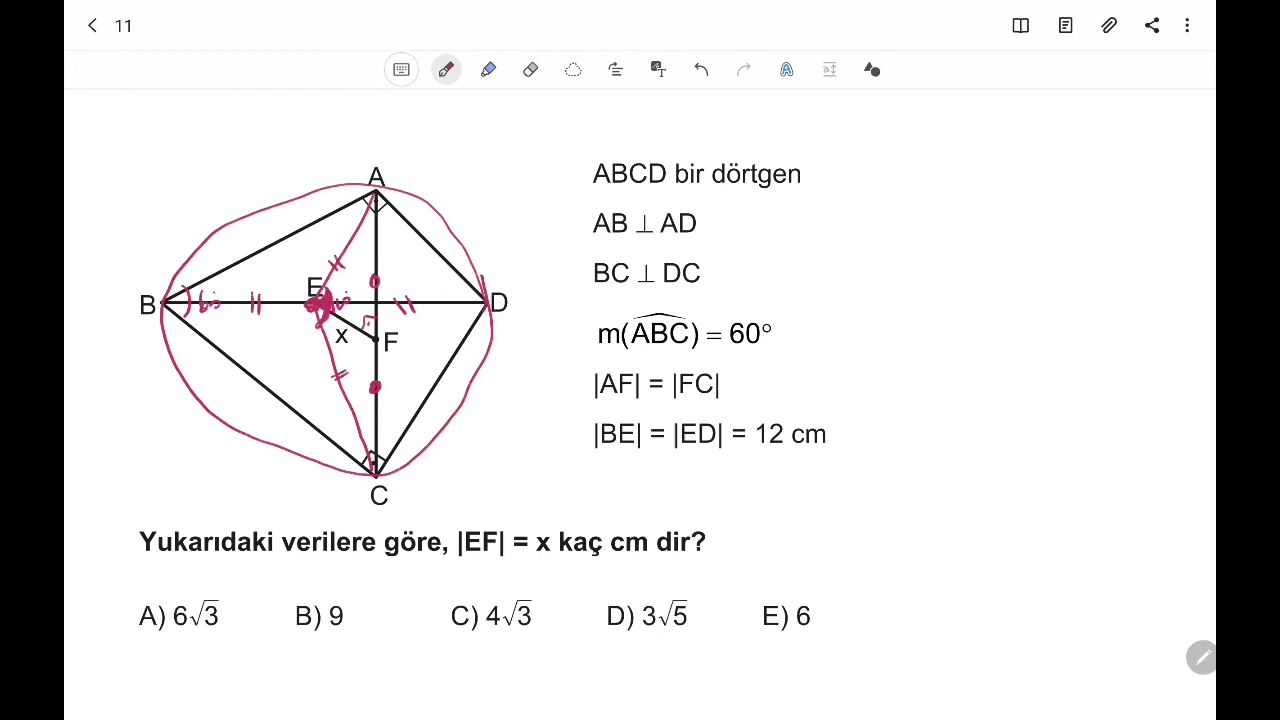 11
A
ABCD bir dörtgen
AB ⊥ AD
BC ⊥ DC
E
B
D
m(ABC) = 60°
x
F
|AF| = |FC|
|BE| = |ED| = 12 cm
C
Yukarıdaki verilere göre, |EF| = x kaç cm dir?
A) 6√3 B) 9 C) 4√3 D) 3√5 E) 6